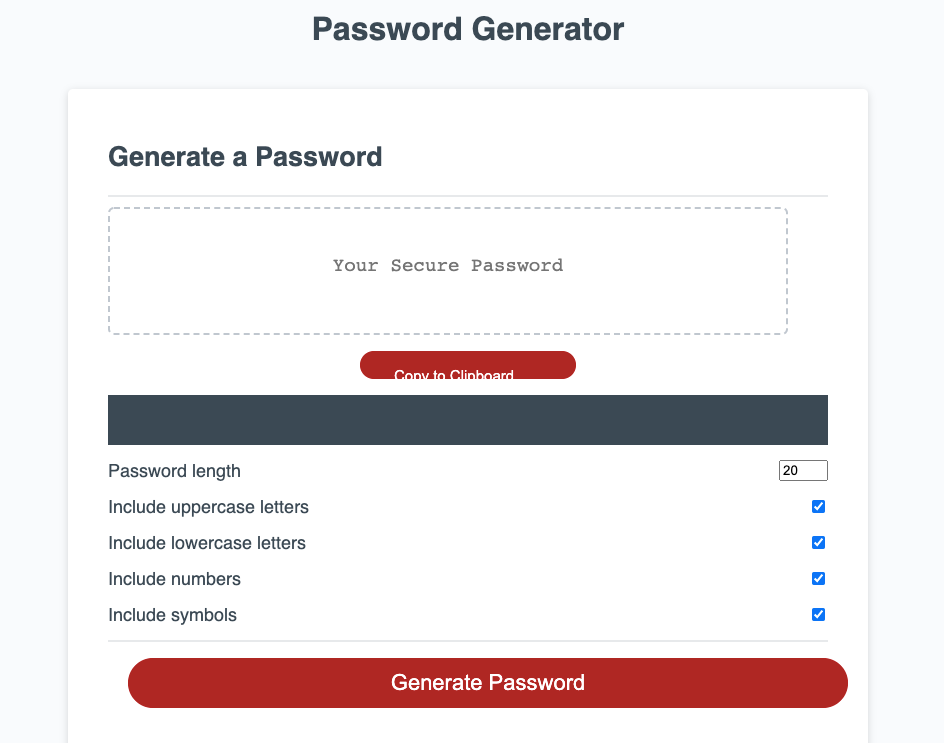 Password Generator
Generate a Password
Your Secure Password
Copy to Clipboard
Password length 20
Include uppercase letters
Include lowercase letters
Include numbers
Include symbols
Generate Password